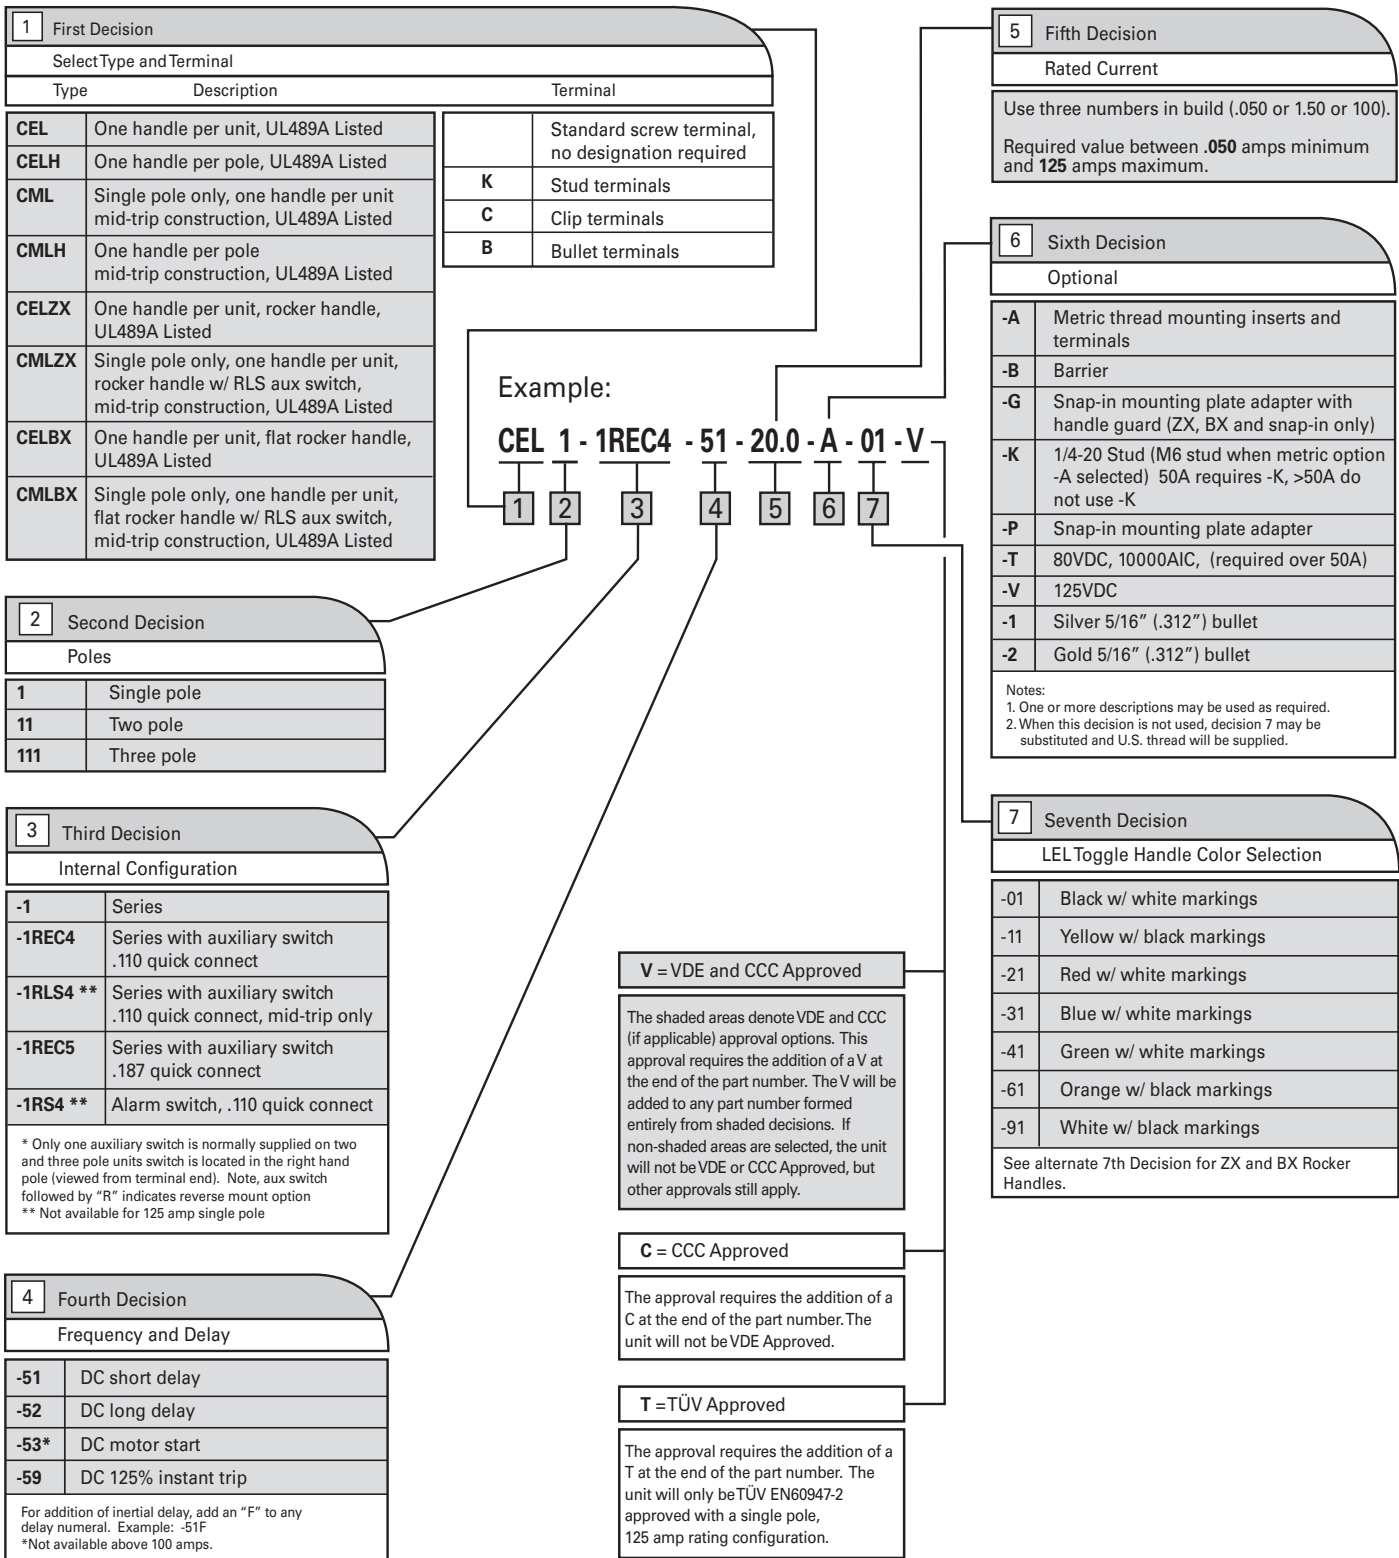 1 First Decision
Select Type and Terminal
Type Description Terminal
CEL One handle per unit, UL489A Listed
CELH One handle per pole, UL489A Listed
CML Single pole only, one handle per unit
mid-trip construction, UL489A Listed
CMLH One handle per pole
mid-trip construction, UL489A Listed
CELZX One handle per unit, rocker handle,
UL489A Listed
CMLZX Single pole only, one handle per unit,
rocker handle w/ RLS aux switch,
mid-trip construction, UL489A Listed
CELBX One handle per unit, flat rocker handle,
UL489A Listed
CMLBX Single pole only, one handle per unit,
flat rocker handle w/ RLS aux switch,
mid-trip construction, UL489A Listed
Standard screw terminal,
no designation required
K Stud terminals
C Clip terminals
B Bullet terminals
Example:
CEL 1 - 1REC4 - 51 - 20.0 - A - 01 - V
1 2 3 4 5 6 7
2 Second Decision
Poles
1 Single pole
11 Two pole
111 Three pole
3 Third Decision
Internal Configuration
-1 Series
-1REC4 Series with auxiliary switch
.110 quick connect
-1RLS4 ** Series with auxiliary switch
.110 quick connect, mid-trip only
-1REC5 Series with auxiliary switch
.187 quick connect
-1RS4 ** Alarm switch, .110 quick connect
* Only one auxiliary switch is normally supplied on two
and three pole units switch is located in the right hand
pole (viewed from terminal end). Note, aux switch
followed by "R" indicates reverse mount option
** Not available for 125 amp single pole
4 Fourth Decision
Frequency and Delay
-51 DC short delay
-52 DC long delay
-53* DC motor start
-59 DC 125% instant trip
For addition of inertial delay, add an "F" to any
delay numeral. Example: -51F
*Not available above 100 amps.
V = VDE and CCC Approved
The shaded areas denote VDE and CCC
(if applicable) approval options. This
approval requires the addition of a V at
the end of the part number. The V will be
added to any part number formed
entirely from shaded decisions. If
non-shaded areas are selected, the unit
will not be VDE or CCC Approved, but
other approvals still apply.
C = CCC Approved
The approval requires the addition of a
C at the end of the part number. The
unit will not be VDE Approved.
T =TÜV Approved
The approval requires the addition of a
T at the end of the part number. The
unit will only be TÜV EN60947-2
approved with a single pole,
125 amp rating configuration.
5 Fifth Decision
Rated Current
Use three numbers in build (.050 or 1.50 or 100).
Required value between .050 amps minimum
and 125 amps maximum.
6 Sixth Decision
Optional
-A Metric thread mounting inserts and
terminals
-B Barrier
-G Snap-in mounting plate adapter with
handle guard (ZX, BX and snap-in only)
-K 1/4-20 Stud (M6 stud when metric option
-A selected) 50A requires -K, >50A do
not use -K
-P Snap-in mounting plate adapter
-T 80VDC, 10000AIC, (required over 50A)
-V 125VDC
-1 Silver 5/16" (.312") bullet
-2 Gold 5/16" (.312") bullet
Notes:
1. One or more descriptions may be used as required.
2. When this decision is not used, decision 7 may be
substituted and U.S. thread will be supplied.
7 Seventh Decision
LEL Toggle Handle Color Selection
-01 Black w/ white markings
-11 Yellow w/ black markings
-21 Red w/ white markings
-31 Blue w/ white markings
-41 Green w/ white markings
-61 Orange w/ black markings
-91 White w/ black markings
See alternate 7th Decision for ZX and BX Rocker
Handles.